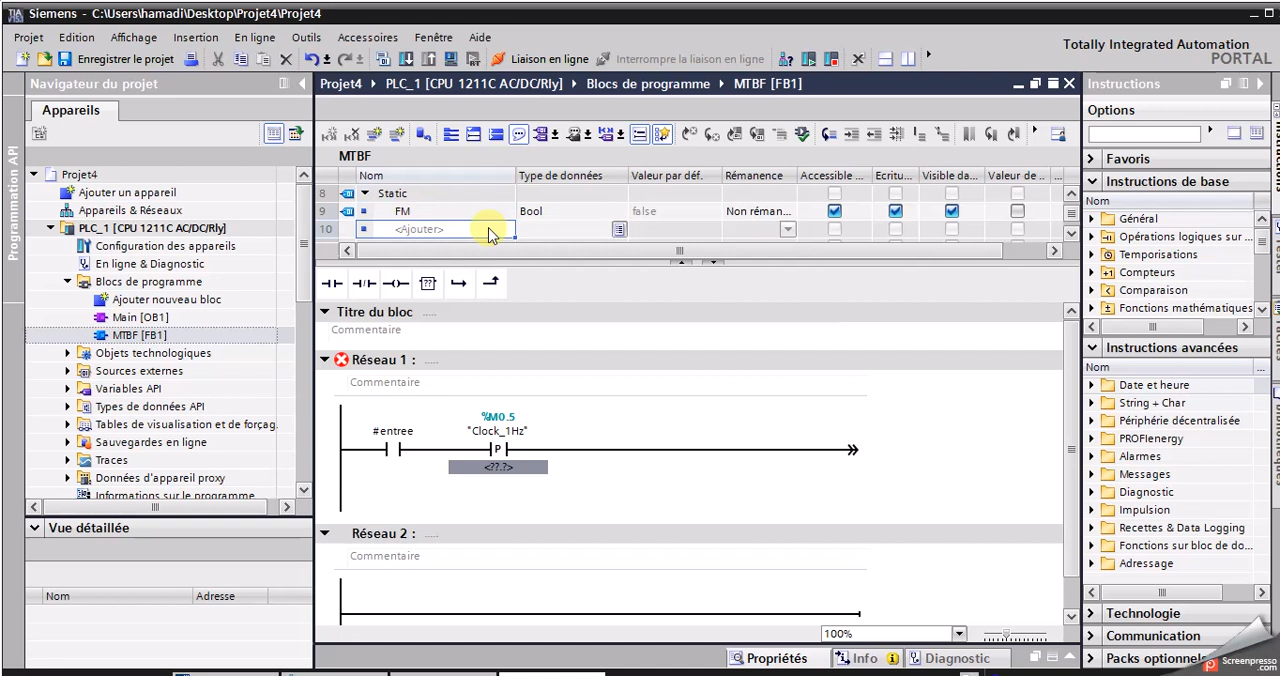 Siemens - C:\Users\hamadi\Desktop\Projet4\Projet4
Projet Edition Affichage Insertion En ligne Outils Accessoires Fenêtre Aide
Totally Integrated Automation
PORTAL
Enregistrer le projet
Liaison en ligne
Interrompre la liaison en ligne
Programmation API
Navigateur du projet
Appareils
Projet4
Ajouter un appareil
Appareils & Réseaux
PLC_1 [CPU 1211C AC/DC/Rly]
Configuration des appareils
En ligne & Diagnostic
Blocs de programme
Ajouter nouveau bloc
Main [OB1]
MTBF [FB1]
Objets technologiques
Sources externes
Variables API
Types de données API
Tables de visualisation et de forçag.
Sauvegardes en ligne
Traces
Données d'appareil proxy
Informations sur le programme
Vue détaillée
Nom Adresse
Projet4 PLC_1 [CPU 1211C AC/DC/Rly] Blocs de programme MTBF [FB1]
MTBF
Nom Type de données Valeur par déf. Rémanence Accessible ... Ecritu... Visible da... Valeur de .. ...
8 Static
9 FM Bool false Non réman...
10 <Ajouter>
??
Titre du bloc .....
Commentaire
Réseau 1 : .....
Commentaire
%M0.5
#entree "Clock_1Hz"
P
<??.?>
Réseau 2 : .....
Commentaire
100%
Propriétés Info Diagnostic
Instructions
Options
Favoris
Instructions de base
Nom
Général
Opérations logiques sur ...
Temporisations
Compteurs
Comparaison
Fonctions mathématiques
Instructions avancées
Nom ...
Date et heure
String + Char
Périphérie décentralisée
PROFIenergy
Alarmes
Messages
Diagnostic
Impulsion
Recettes & Data Logging
Fonctions sur bloc de do...
Adressage
Technologie
Communication
Packs optionnels
Screenpresso
.com